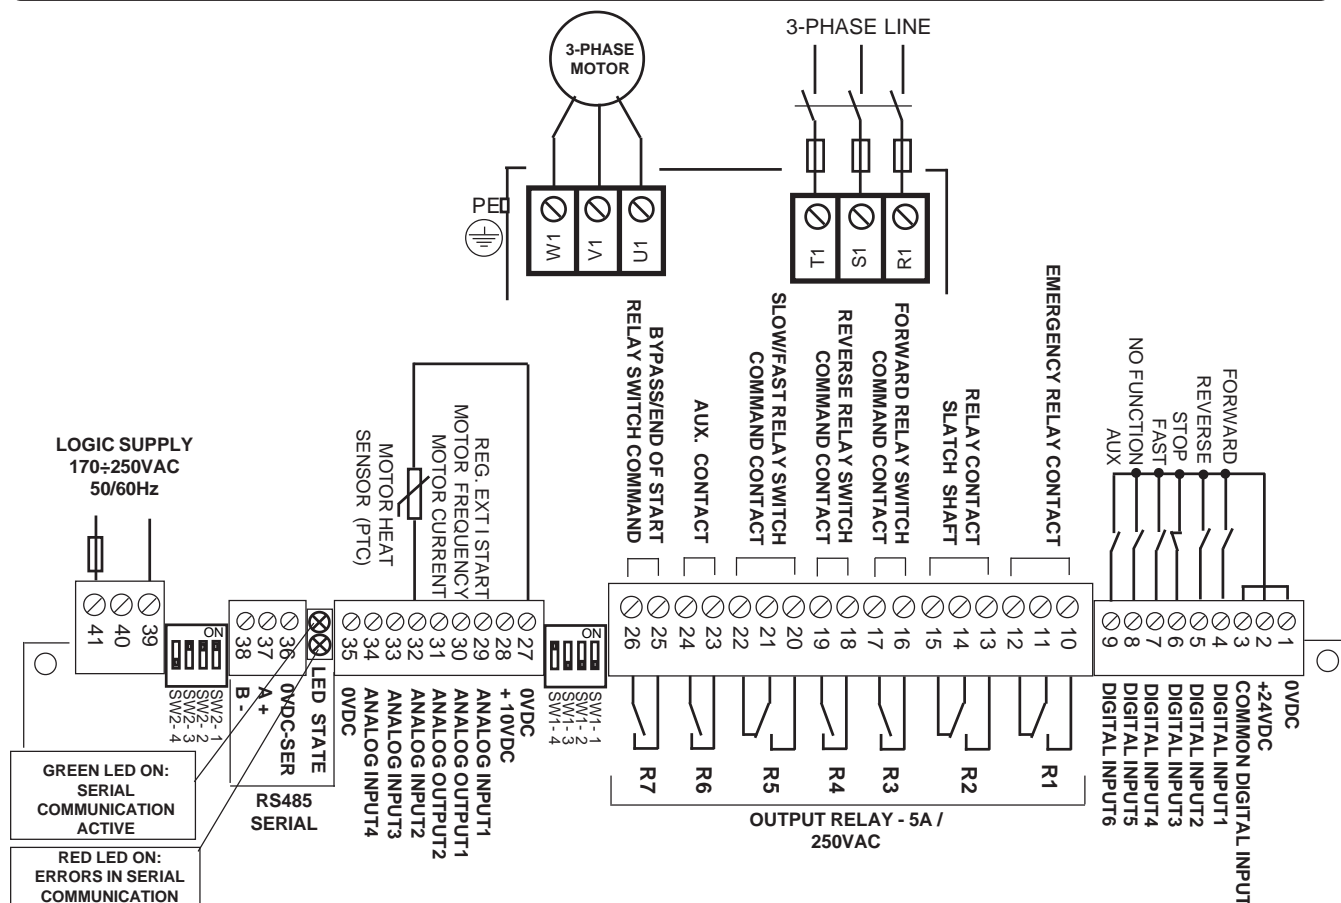 3-PHASE
MOTOR
3-PHASE LINE
PE
W1
V1
U1
T1
S1
R1
LOGIC SUPPLY
170÷250VAC
50/60Hz
MOTOR HEAT
SENSOR (PTC)
MOTOR CURRENT
MOTOR FREQUENCY
REG. EXT I START
BYPASS/END OF START
RELAY SWITCH COMMAND
AUX. CONTACT
SLOW/FAST RELAY SWITCH
COMMAND CONTACT
REVERSE RELAY SWITCH
COMMAND CONTACT
FORWARD RELAY SWITCH
COMMAND CONTACT
RELAY CONTACT
SLATCH SHAFT
EMERGENCY RELAY CONTACT
AUX
NO FUNCTION
FAST
STOP
REVERSE
FORWARD
41
40
39
ON
SW2- 4
SW2- 3
SW2- 2
SW2- 1
38
37
36
B -
A +
0VDC-SER
LED STATE
35
34
33
32
31
30
29
28
27
0VDC
ANALOG INPUT4
ANALOG INPUT3
ANALOG INPUT2
ANALOG OUTPUT2
ANALOG OUTPUT1
ANALOG INPUT1
+10VDC
0VDC
ON
SW1- 4
SW1- 3
SW1- 2
SW1- 1
26
25
24
23
22
21
20
19
18
17
16
15
14
13
12
11
10
R7
R6
R5
R4
R3
R2
R1
OUTPUT RELAY - 5A /
250VAC
9
8
7
6
5
4
3
2
1
DIGITAL INPUT6
DIGITAL INPUT5
DIGITAL INPUT4
DIGITAL INPUT3
DIGITAL INPUT2
DIGITAL INPUT1
COMMON DIGITAL INPUT
+24VDC
0VDC
RS485
SERIAL
GREEN LED ON:
SERIAL
COMMUNICATION
ACTIVE
RED LED ON:
ERRORS IN SERIAL
COMMUNICATION